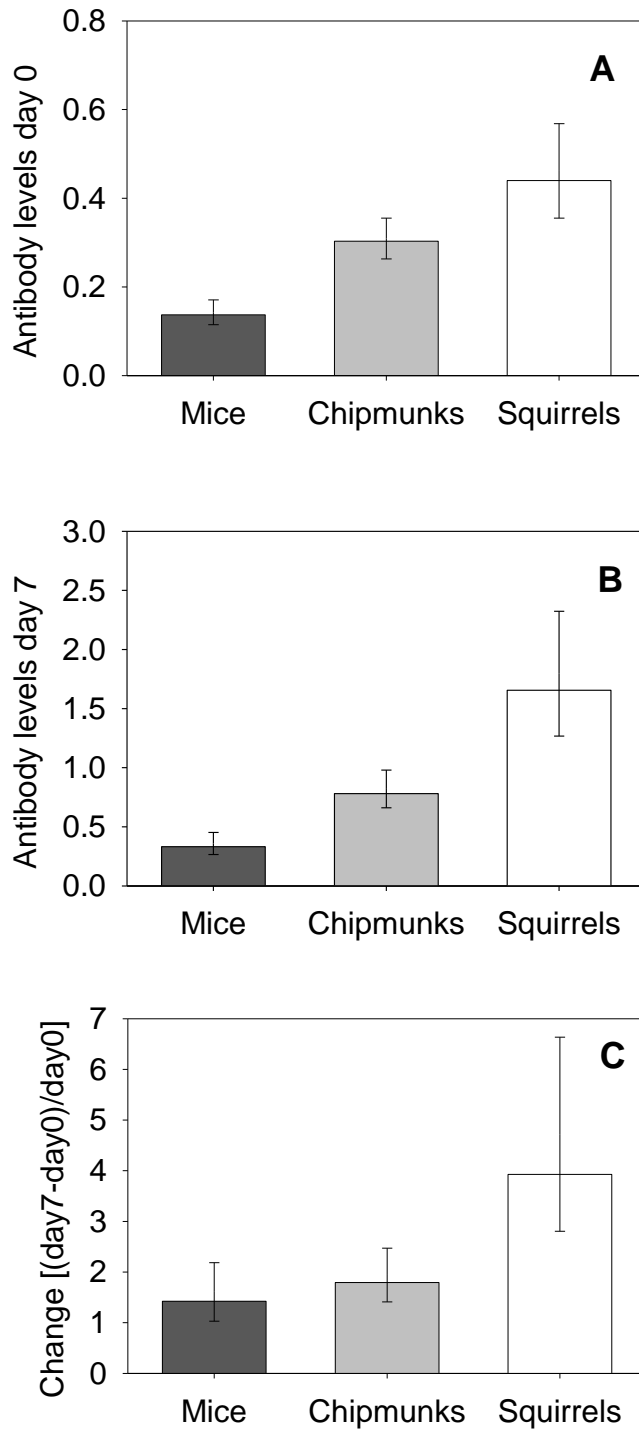 A
Antibody levels day 0
0.8
0.6
0.4
0.2
0.0
Mice Chipmunks Squirrels
B
Antibody levels day 7
3.0
2.5
2.0
1.5
1.0
0.5
0.0
Mice Chipmunks Squirrels
C
Change [(day7-day0)/day0]
7
6
5
4
3
2
1
0
Mice Chipmunks Squirrels